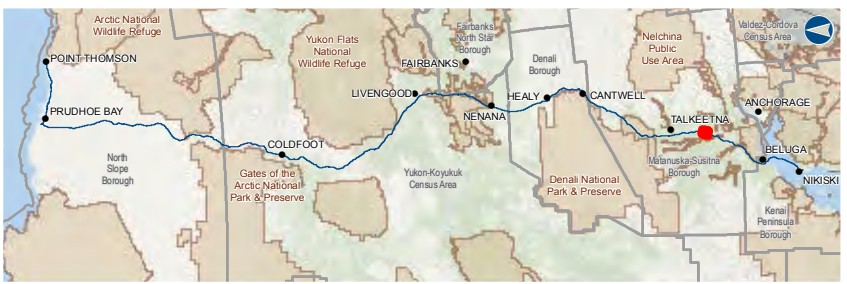 Arctic National
Wildlife Refuge
POINT THOMSON
PRUDHOE BAY
North
Slope
Borough
COLDFOOT
Gates of the
Arctic National
Park & Preserve
Yukon Flats
National
Wildlife Refuge
LIVENGOOD
FAIRBANKS
Fairbanks
North Star
Borough
NENANA
Yukon-Koyukuk
Census Area
Denali
Borough
HEALY
CANTWELL
Denali National
Park & Preserve
Nelchina
Public
Use Area
TALKEETNA
Matanuska-Susitna
Borough
Valdez-Cordova
Census Area
ANCHORAGE
BELUGA
NIKISKI
Kenai
Peninsula
Borough